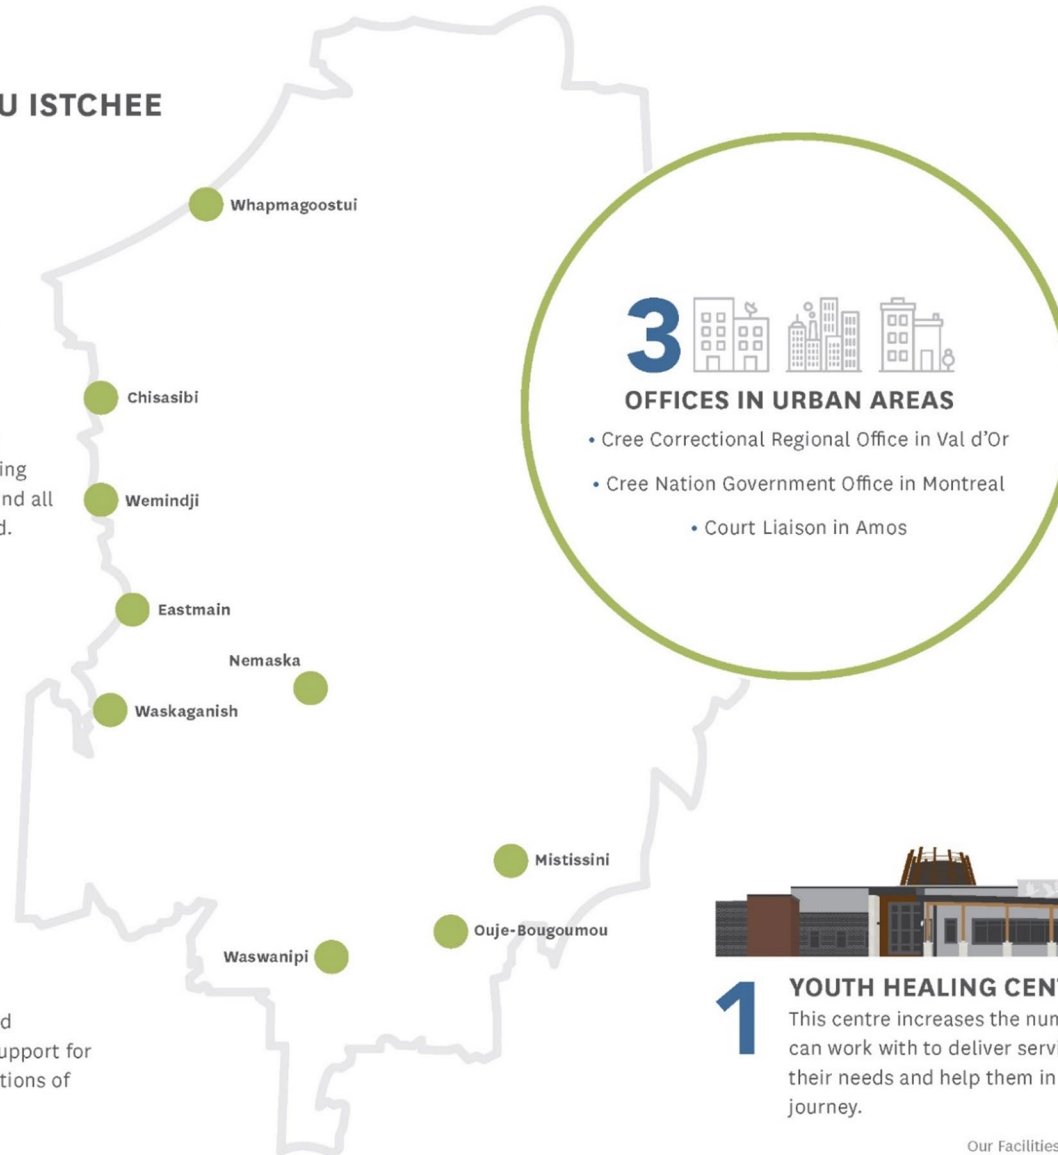 U ISTCHEE
Whapmagoostui
3
OFFICES IN URBAN AREAS
• Cree Correctional Regional Office in Val d’Or
• Cree Nation Government Office in Montreal
• Court Liaison in Amos
Chisasibi
ing
nd all
d.
Wemindji
Eastmain
Nemaska
Waskaganish
Mistissini
Ouje-Bougoumou
Waswanipi
d
upport for
tions of
1
YOUTH HEALING CEN
This centre increases the nu
can work with to deliver servi
their needs and help them in
journey.
Our Facilities